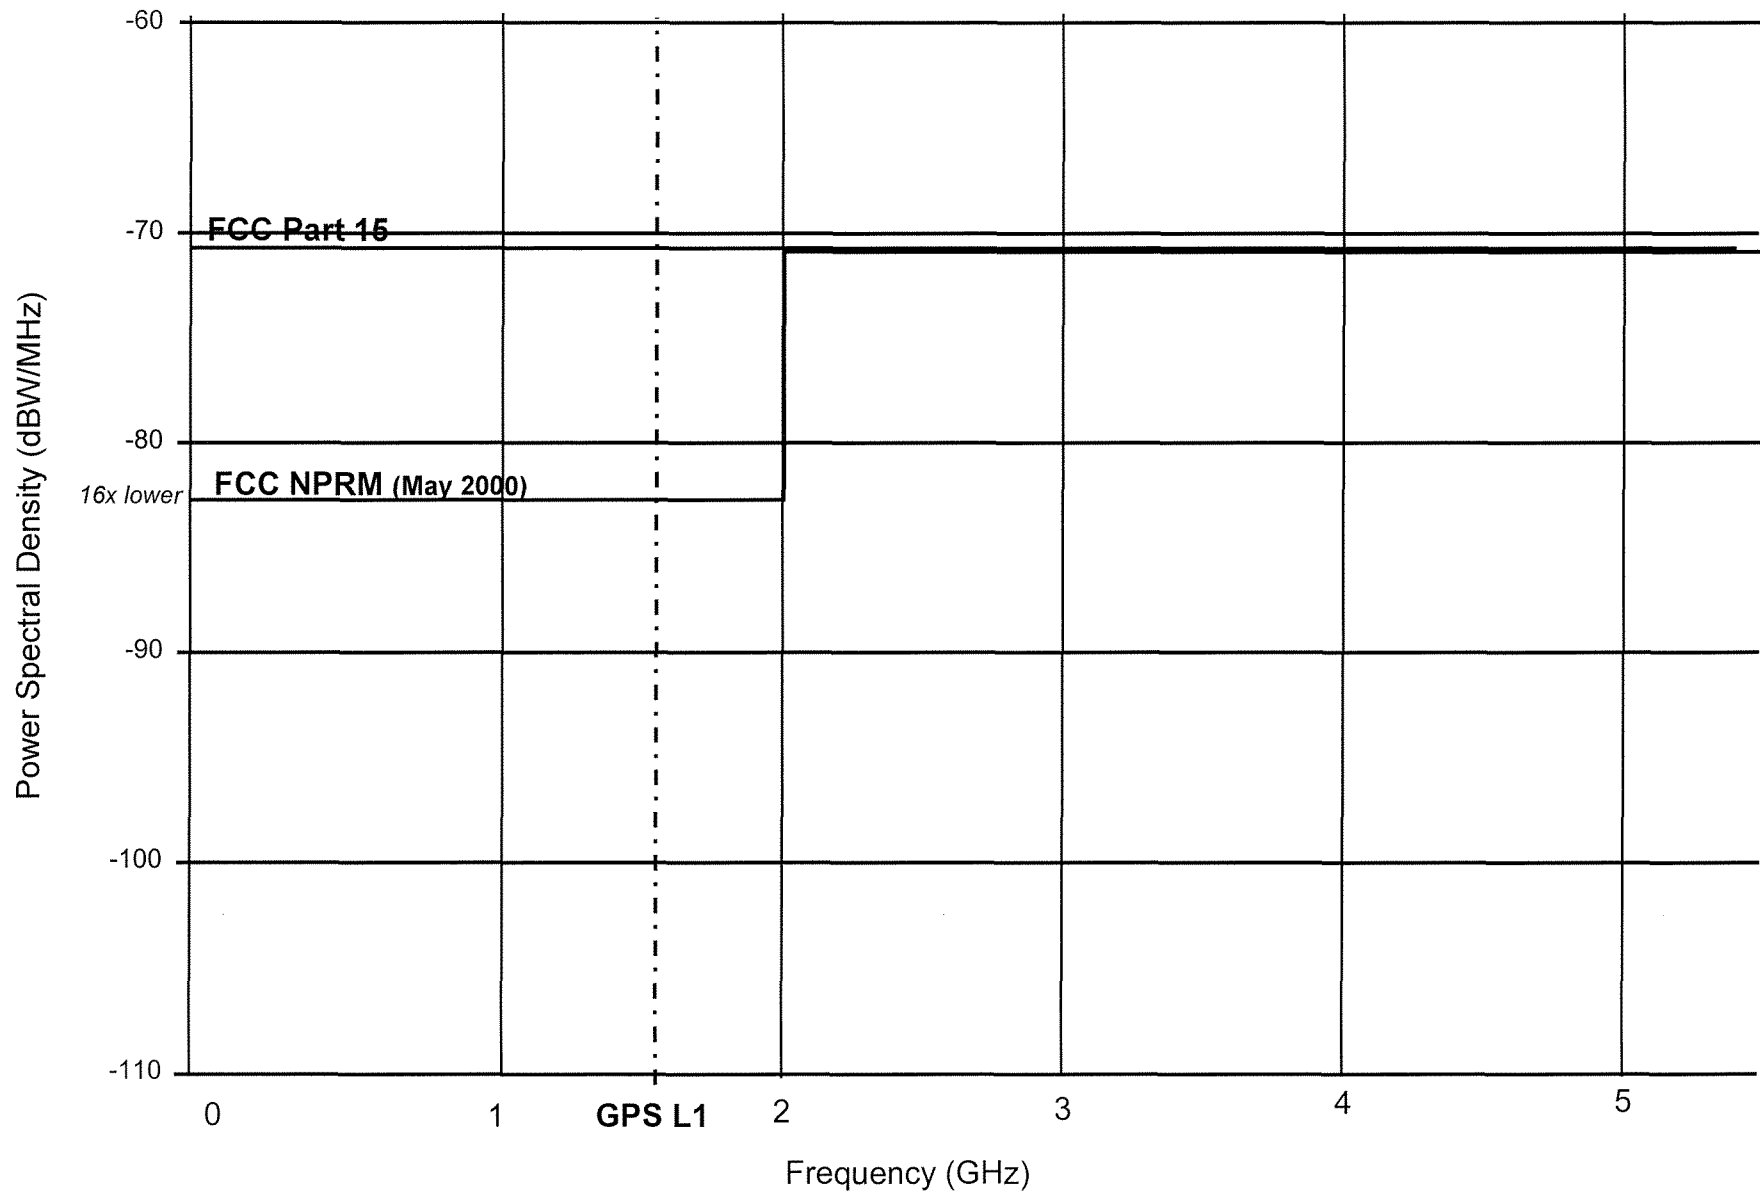 -60
-70
FCC Part 15
-80
16x lower
FCC NPRM (May 2000)
-90
-100
-110
Power Spectral Density (dBW/MHz)
0
1
GPS L1
2
3
4
5
Frequency (GHz)